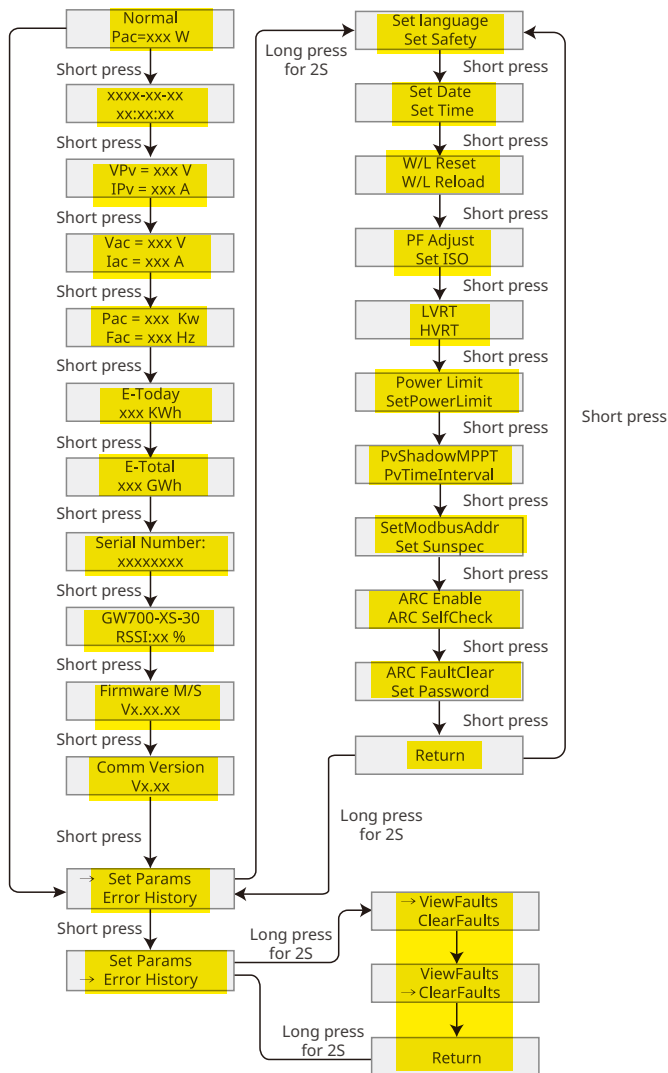 Normal
Pac=xxx W
Short press
xxxx-xx-xx
xx:xx:xx
Short press
VPv = xxx V
IPv = xxx A
Short press
Vac = xxx V
Iac = xxx A
Short press
Pac = xxx Kw
Fac = xxx Hz
Short press
E-Today
xxx KWh
Short press
E-Total
xxx GWh
Short press
Serial Number:
xxxxxxxx
Short press
GW700-XS-30
RSSI:xx %
Short press
Firmware M/S
Vx.xx.xx
Short press
Comm Version
Vx.xx
Short press
→ Set Params
Error History
Short press
Set Params
→ Error History
Long press
for 2S
Set language
Set Safety
Short press
Set Date
Set Time
Short press
W/L Reset
W/L Reload
Short press
PF Adjust
Set ISO
Short press
LVRT
HVRT
Short press
Power Limit
SetPowerLimit
Short press
PvShadowMPPT
PvTimeInterval
Short press
SetModbusAddr
Set Sunspec
Short press
ARC Enable
ARC SelfCheck
Short press
ARC FaultClear
Set Password
Short press
Return
Short press
Long press
for 2S
Long press
for 2S
→ ViewFaults
ClearFaults
ViewFaults
→ ClearFaults
Long press
for 2S
Return